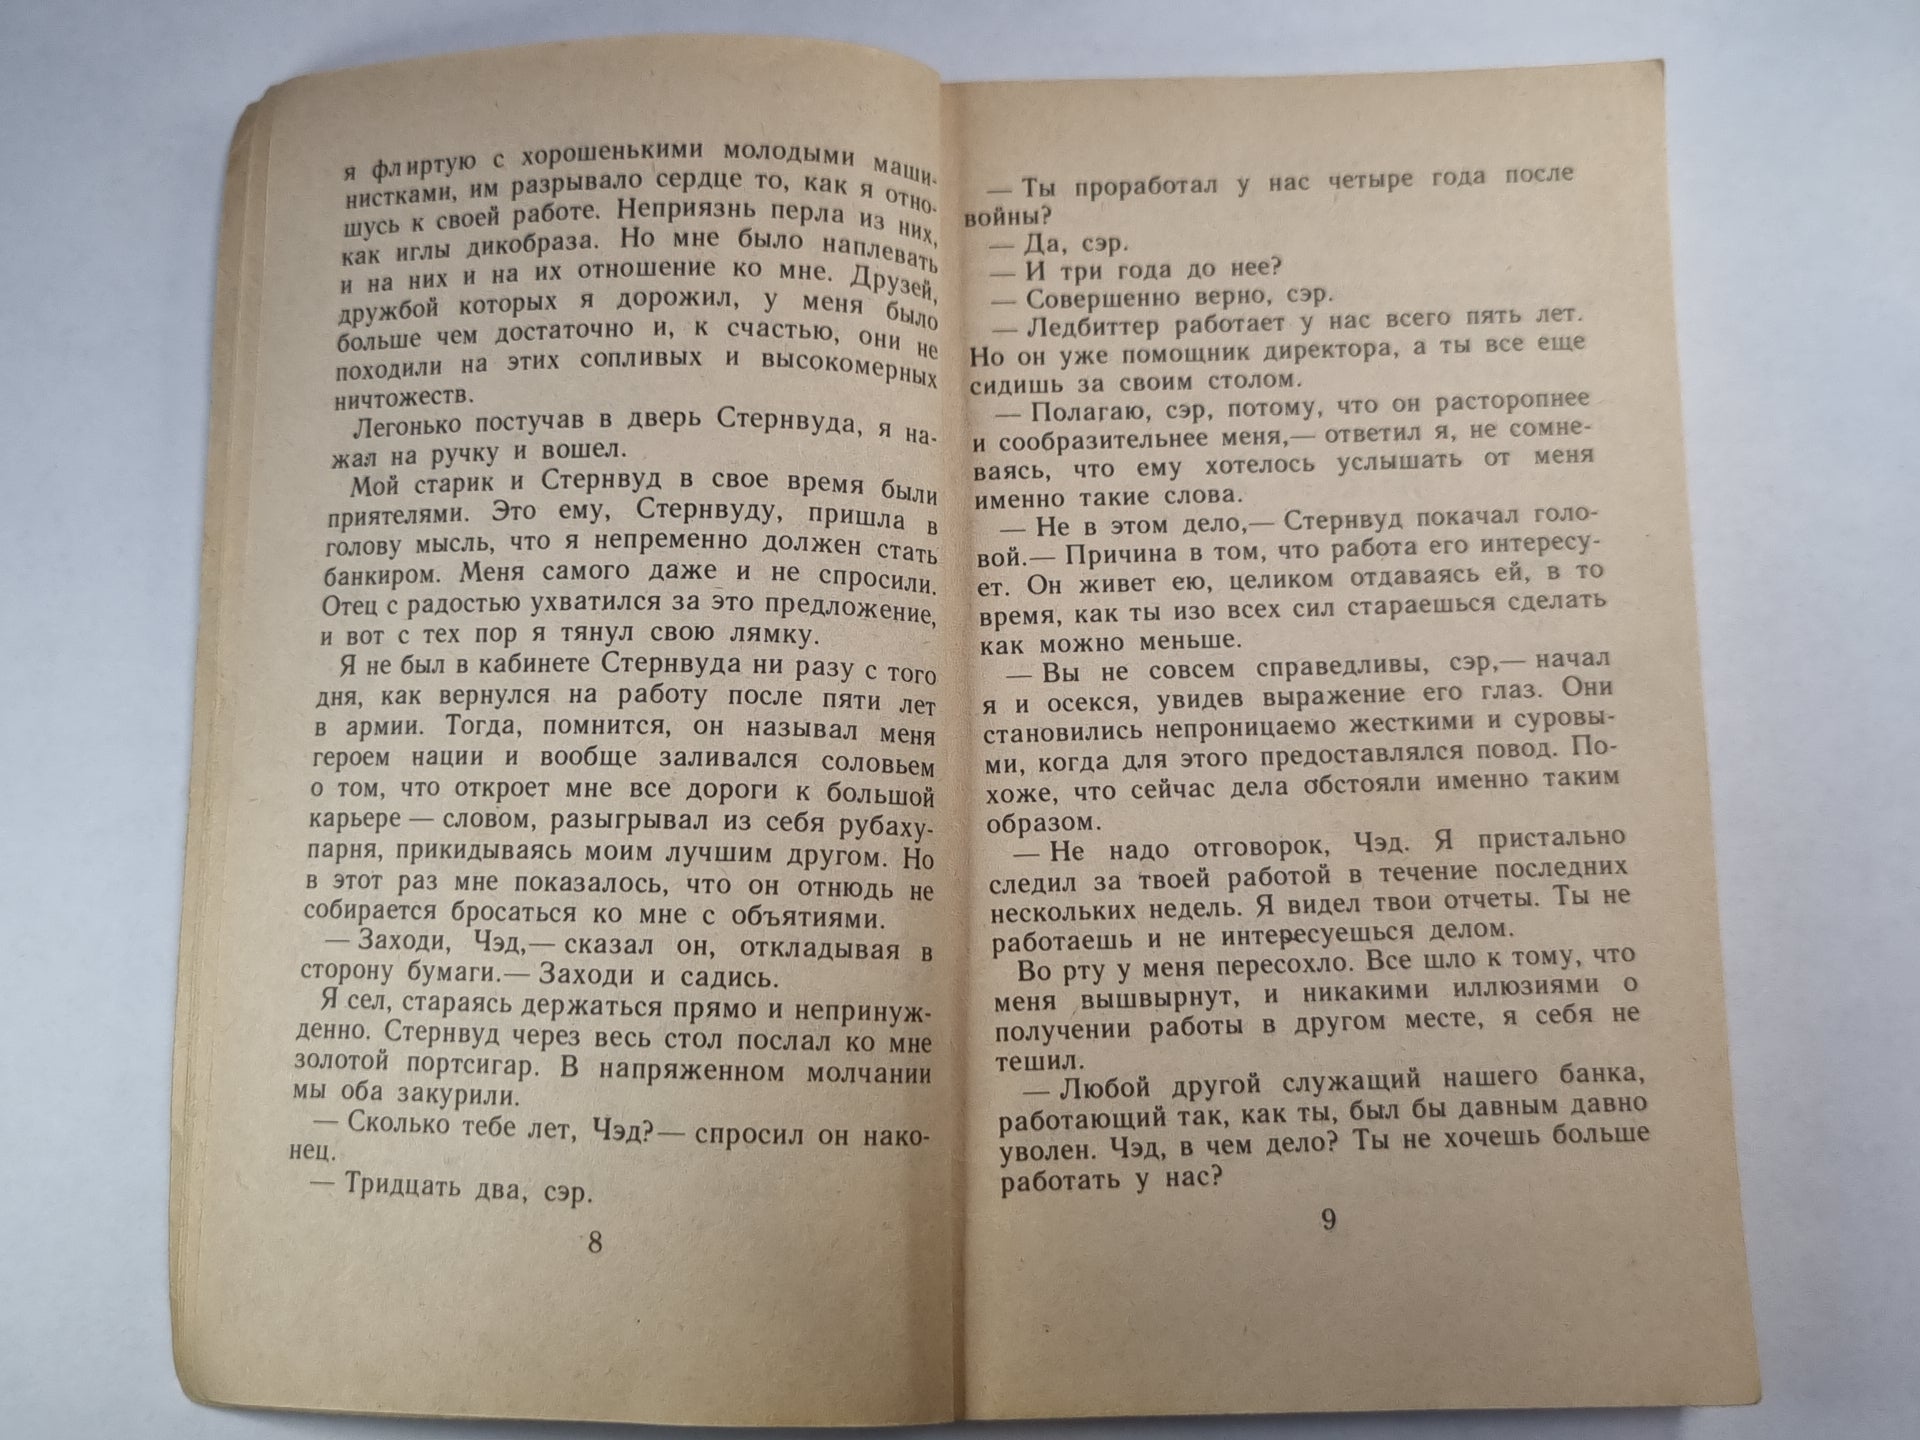 я флиртую с хорошенькими молодыми маши-
нистками, им разрывало сердце то, как я отно-
шусь к своей работе. Неприязнь перла из них,
как иглы дикобраза. Но мне было наплевать
и на них и на их отношение ко мне. Друзей,
дружбой которых я дорожил, у меня было
больше чем достаточно и, к счастью, они не
походили на этих сопливых и высокомерных
ничтожеств.
Легонько постучав в дверь Стернвуда, я на-
жал на ручку и вошел.
Мой старик и Стернвуд в свое время были
приятелями. Это ему, Стернвуду, пришла в
голову мысль, что я непременно должен стать
банкиром. Меня самого даже и не спросили.
Отец с радостью ухватился за это предложение,
и вот с тех пор я тянул свою лямку.
Я не был в кабинете Стернвуда ни разу с того
дня, как вернулся на работу после пяти лет
в армии. Тогда, помнится, он называл меня
героем нации и вообще заливался соловьем
о том, что откроет мне все дороги к большой
карьере — словом, разыгрывал из себя рубаху-
парня, прикидываясь моим лучшим другом. Но
в этот раз мне показалось, что он отнюдь не
собирается бросаться ко мне с объятиями.
— Заходи, Чэд,— сказал он, откладывая в
сторону бумаги.— Заходи и садись.
Я сел, стараясь держаться прямо и непринуж-
денно. Стернвуд через весь стол послал ко мне
золотой портсигар. В напряженном молчании
мы оба закурили.
— Сколько тебе лет, Чэд?— спросил он нако-
нец.
— Тридцать два, сэр.
8
— Ты проработал у нас четыре года после
войны?
— Да, сэр.
— И три года до нее?
— Совершенно верно, сэр.
— Ледбиттер работает у нас всего пять лет.
Но он уже помощник директора, а ты все еще
сидишь за своим столом.
— Полагаю, сэр, потому, что он расторопнее
и сообразительнее меня,— ответил я, не сомне-
ваясь, что ему хотелось услышать от меня
именно такие слова.
— Не в этом дело,— Стернвуд покачал голо-
вой.— Причина в том, что работа его интересу-
ет. Он живет ею, целиком отдаваясь ей, в то
время, как ты изо всех сил стараешься сделать
как можно меньше.
— Вы не совсем справедливы, сэр,— начал
я и осекся, увидев выражение его глаз. Они
становились непроницаемо жесткими и суровы-
ми, когда для этого предоставлялся повод. По-
хоже, что сейчас дела обстояли именно таким
образом.
— Не надо отговорок, Чэд. Я пристально
следил за твоей работой в течение последних
нескольких недель. Я видел твои отчеты. Ты не
работаешь и не интересуешься делом.
Во рту у меня пересохло. Все шло к тому, что
меня вышвырнут, и никакими иллюзиями о
получении работы в другом месте, я себя не
тешил.
— Любой другой служащий нашего банка,
работающий так, как ты, был бы давным давно
уволен. Чэд, в чем дело? Ты не хочешь больше
работать у нас?
9